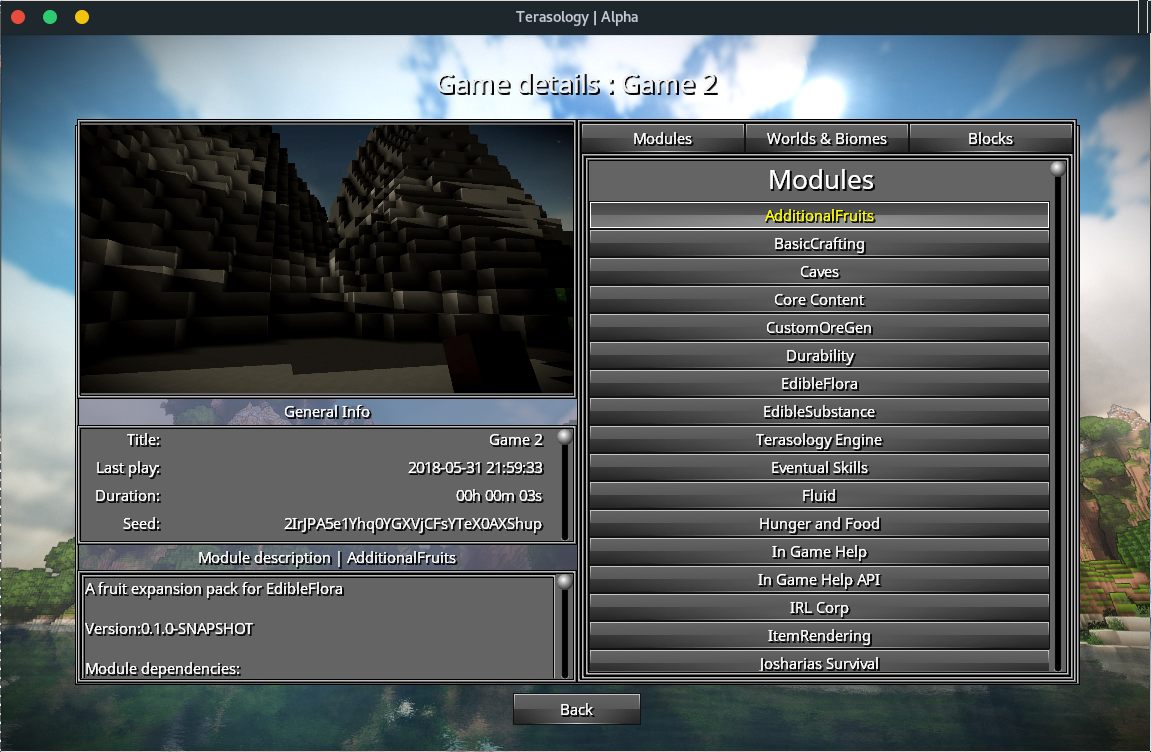 Terasology | Alpha
Game details : Game 2
General Info
Title: Game 2
Last play: 2018-05-31 21:59:33
Duration: 00h 00m 03s
Seed: 2IrJPA5e1Yhq0YGXVjCFsYTeX0AXShup
Module description | AdditionalFruits
A fruit expansion pack for EdibleFlora
Version:0.1.0-SNAPSHOT
Module dependencies:
Modules Worlds & Biomes Blocks
Modules
AdditionalFruits
BasicCrafting
Caves
Core Content
CustomOreGen
Durability
EdibleFlora
EdibleSubstance
Terasology Engine
Eventual Skills
Fluid
Hunger and Food
In Game Help
In Game Help API
IRL Corp
ItemRendering
Josharias Survival
Back